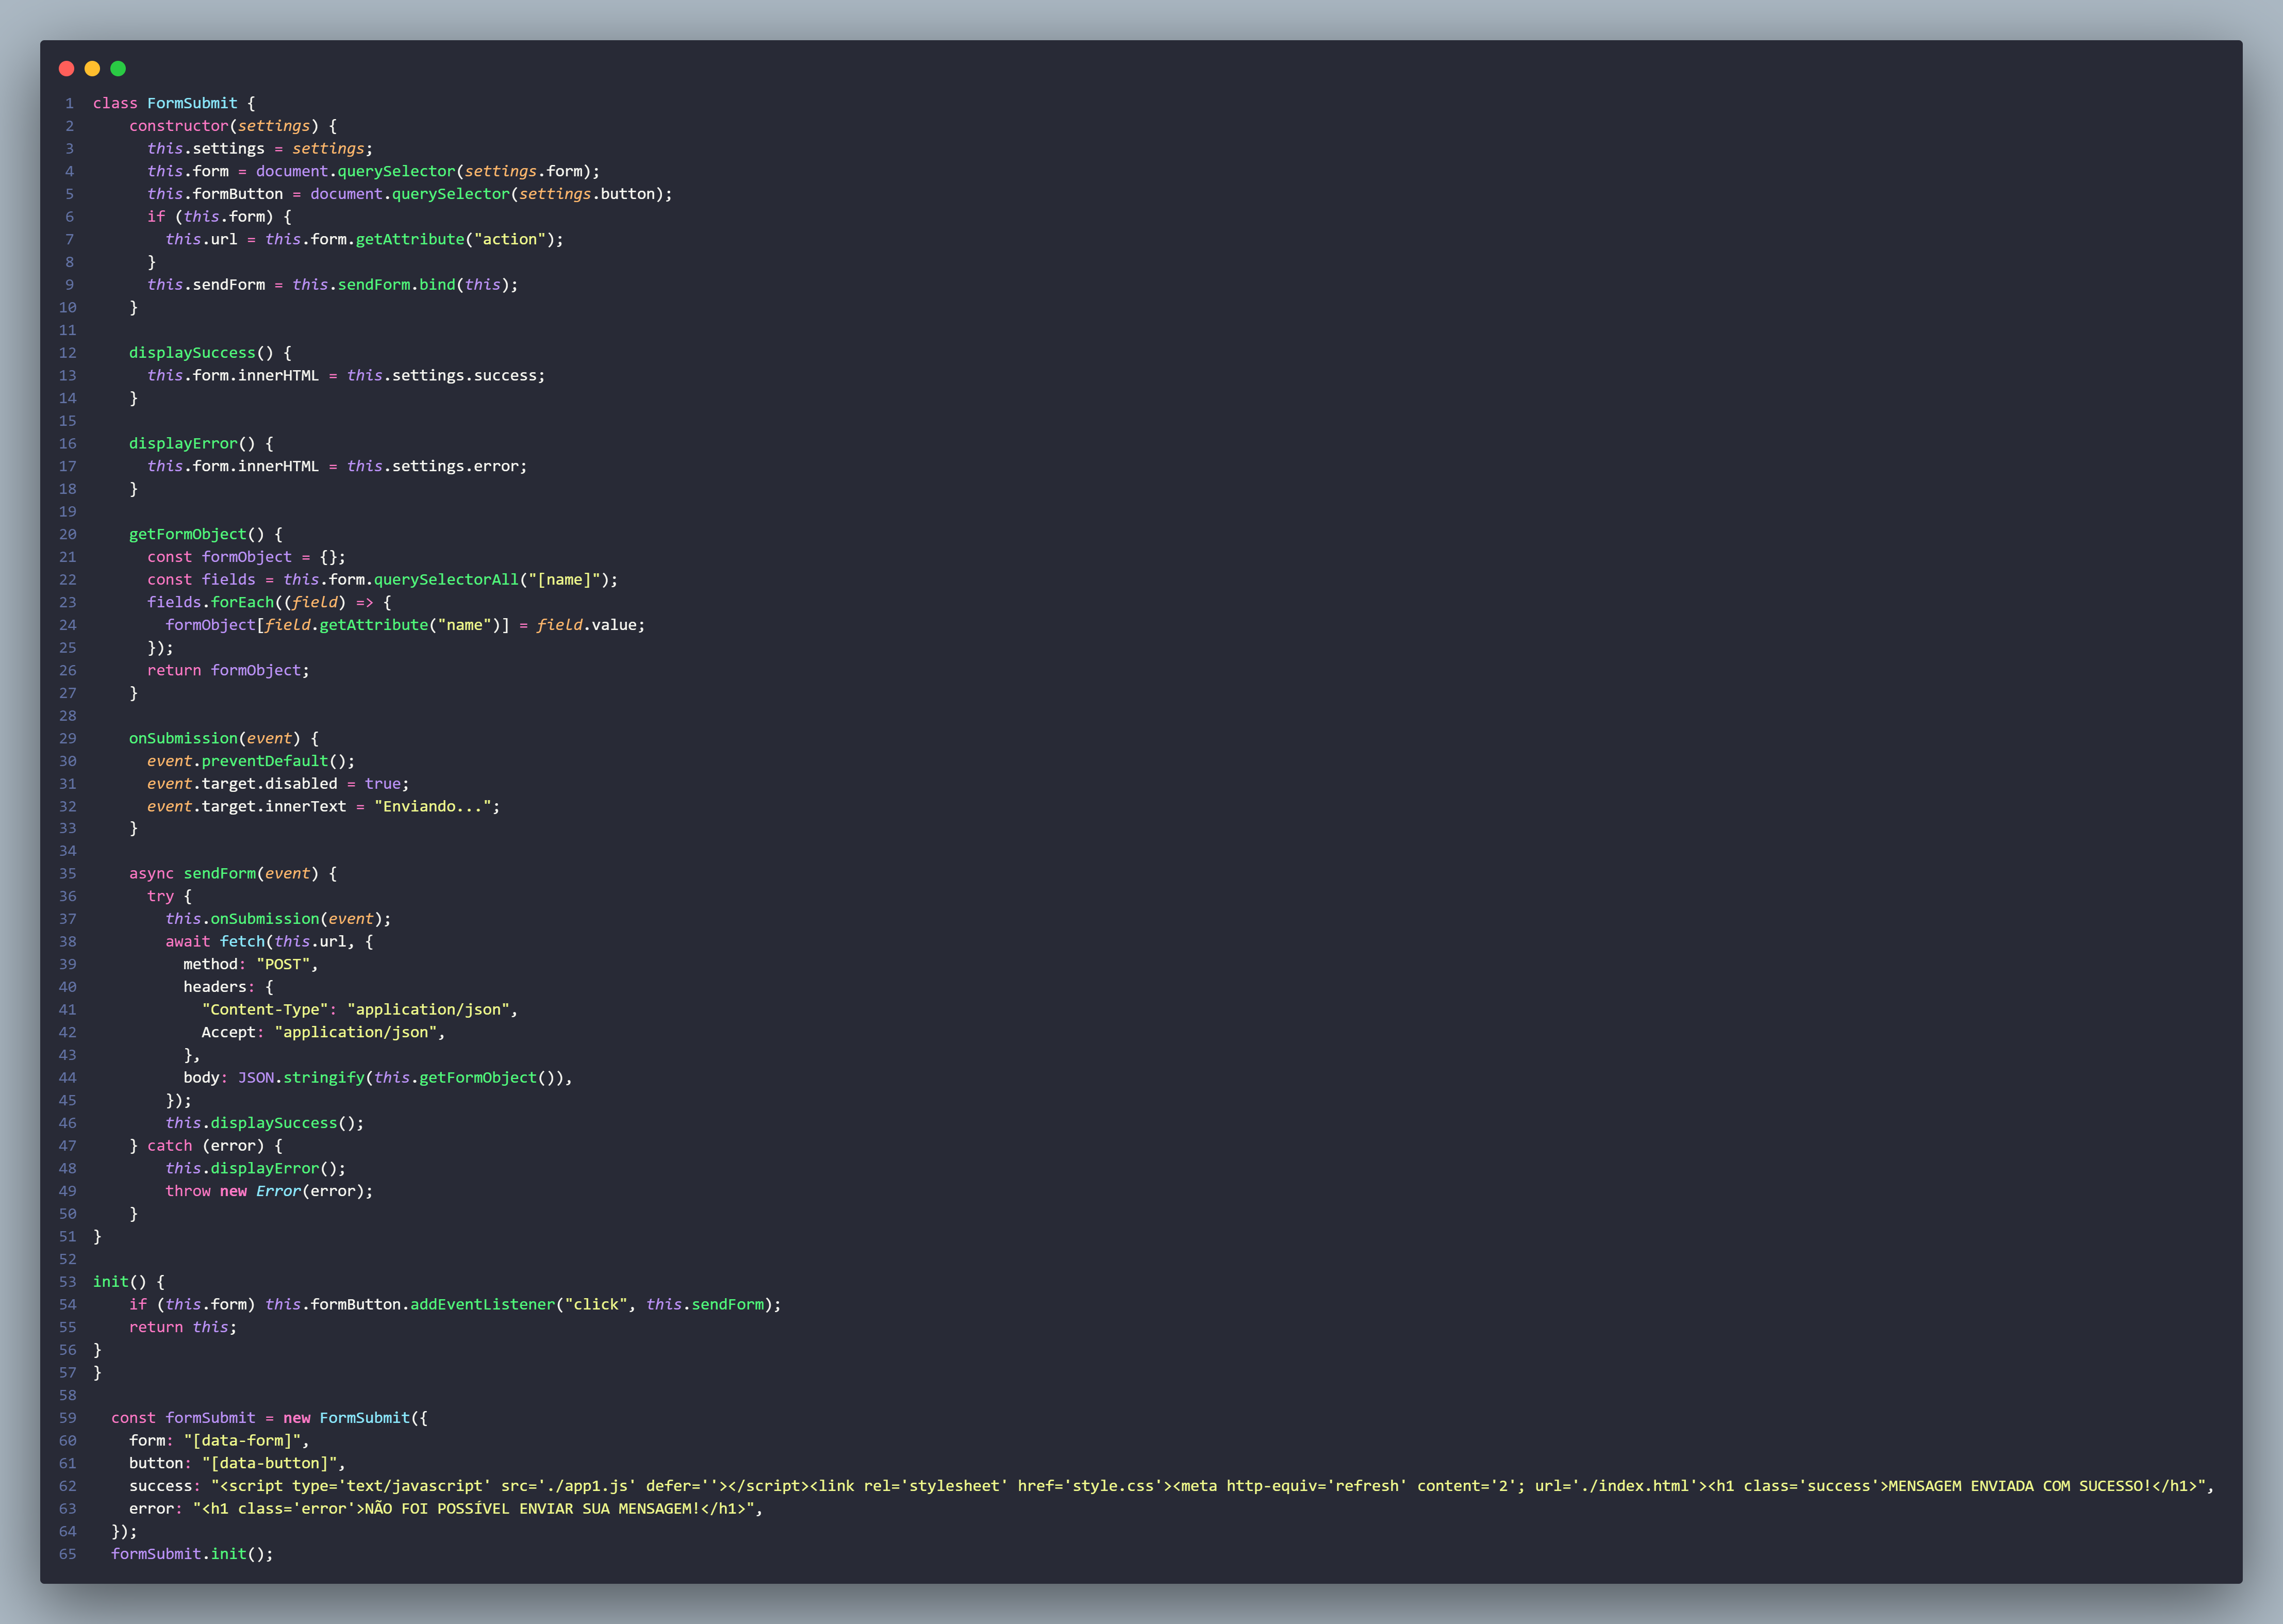 1 class FormSubmit {
2     constructor(settings) {
3       this.settings = settings;
4       this.form = document.querySelector(settings.form);
5       this.formButton = document.querySelector(settings.button);
6       if (this.form) {
7         this.url = this.form.getAttribute("action");
8       }
9       this.sendForm = this.sendForm.bind(this);
10     }
11
12     displaySuccess() {
13       this.form.innerHTML = this.settings.success;
14     }
15
16     displayError() {
17       this.form.innerHTML = this.settings.error;
18     }
19
20     getFormObject() {
21       const formObject = {};
22       const fields = this.form.querySelectorAll("[name]");
23       fields.forEach((field) => {
24         formObject[field.getAttribute("name")] = field.value;
25       });
26       return formObject;
27     }
28
29     onSubmission(event) {
30       event.preventDefault();
31       event.target.disabled = true;
32       event.target.innerText = "Enviando...";
33     }
34
35     async sendForm(event) {
36       try {
37         this.onSubmission(event);
38         await fetch(this.url, {
39           method: "POST",
40           headers: {
41             "Content-Type": "application/json",
42             Accept: "application/json",
43           },
44           body: JSON.stringify(this.getFormObject()),
45         });
46         this.displaySuccess();
47     } catch (error) {
48         this.displayError();
49         throw new Error(error);
50     }
51 }
52
53 init() {
54     if (this.form) this.formButton.addEventListener("click", this.sendForm);
55     return this;
56 }
57 }
58
59   const formSubmit = new FormSubmit({
60     form: "[data-form]",
61     button: "[data-button]",
62     success: "<script type='text/javascript' src='./app1.js' defer=''></script><link rel='stylesheet' href='style.css'><meta http-equiv='refresh' content='2'; url='./index.html'><h1 class='success'>MENSAGEM ENVIADA COM SUCESSO!</h1>",
63     error: "<h1 class='error'>NÃO FOI POSSÍVEL ENVIAR SUA MENSAGEM!</h1>",
64   });
65   formSubmit.init();